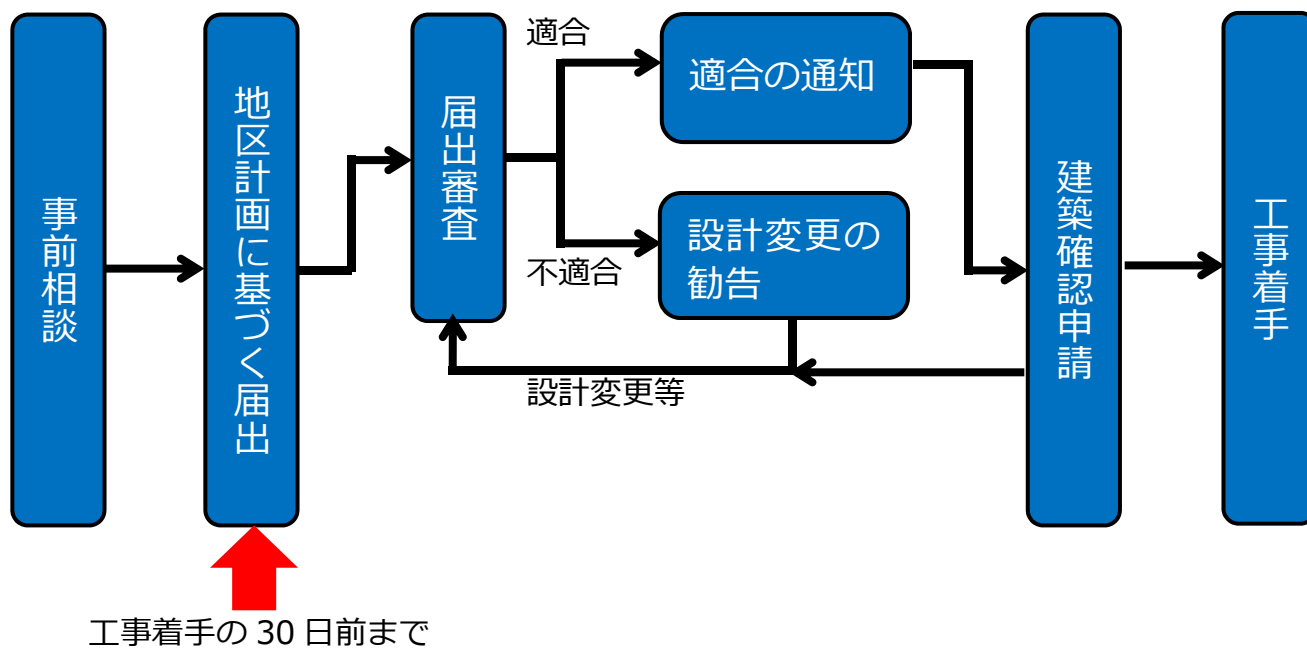 事前相談
地区計画に基づく届出
届出審査
適合
適合の通知
不適合
設計変更の
勧告
設計変更等
建築確認申請
工事着手
工事着手の 30 日前まで